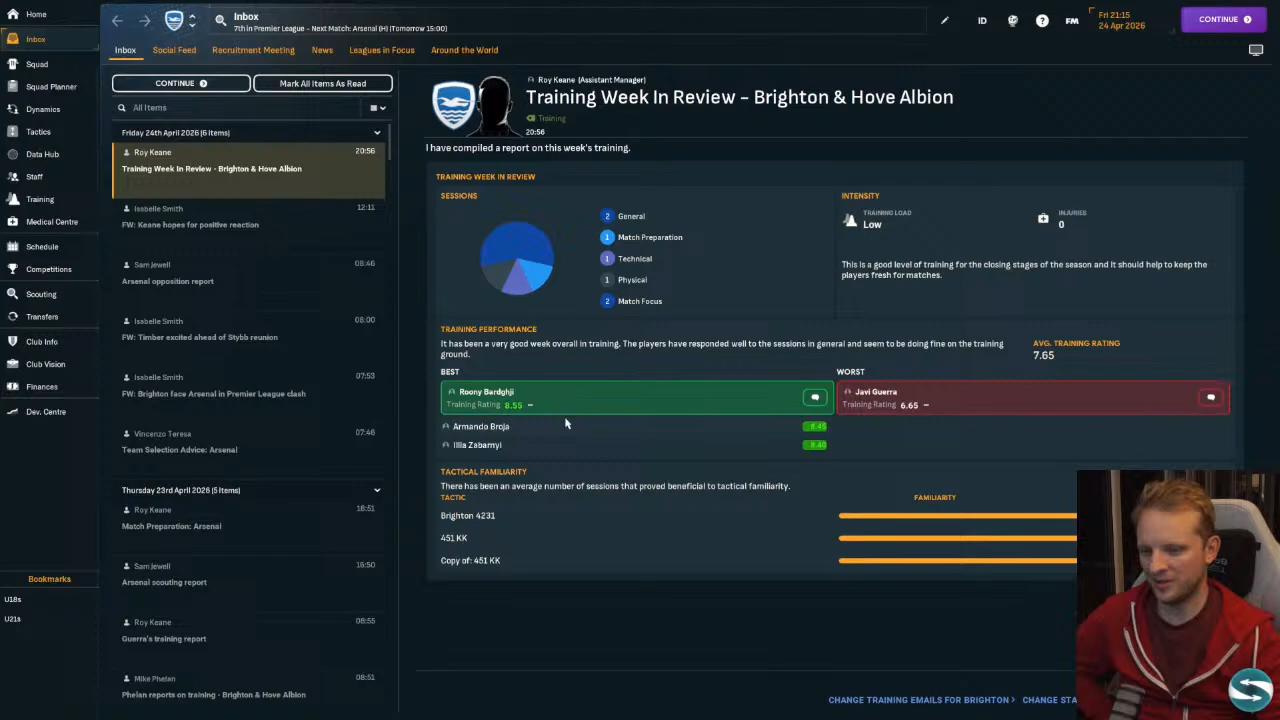 Home
Inbox
Squad
Squad Planner
Dynamics
Tactics
Data Hub
Staff
Training
Medical Centre
Schedule
Competitions
Scouting
Transfers
Club Info
Club Vision
Finances
Dev. Centre
Bookmarks
U18s
U21s
Inbox
7th in Premier League - Next Match: Arsenal (H) (Tomorrow 15:00)
ID
FM
Fri 21:15
24 Apr 2026
CONTINUE
Inbox Social Feed Recruitment Meeting News Leagues in Focus Around the World
CONTINUE
Mark All Items As Read
All Items
Friday 24th April 2026 (6 Items)
Roy Keane 20:56
Training Week In Review - Brighton & Hove Albion
Isabelle Smith 12:11
FW: Keane hopes for positive reaction
Sam Jewell 08:46
Arsenal opposition report
Isabelle Smith 08:00
FW: Timber excited ahead of Stybb reunion
Isabelle Smith 07:53
FW: Brighton face Arsenal in Premier League clash
Vincenzo Teresa 07:46
Team Selection Advice: Arsenal
Thursday 23rd April 2026 (5 Items)
Roy Keane 18:51
Match Preparation: Arsenal
Sam Jewell 16:50
Arsenal scouting report
Roy Keane 08:55
Guerra's training report
Mike Phelan 08:51
Phelan reports on training - Brighton & Hove Albion
Roy Keane (Assistant Manager)
Training Week In Review - Brighton & Hove Albion
Training
20:56
I have compiled a report on this week's training.
TRAINING WEEK IN REVIEW
SESSIONS
2 General
1 Match Preparation
1 Technical
1 Physical
2 Match Focus
INTENSITY
TRAINING LOAD
Low
INJURIES
0
This is a good level of training for the closing stages of the season and it should help to keep the
players fresh for matches.
TRAINING PERFORMANCE
It has been a very good week overall in training. The players have responded well to the sessions in general and seem to be doing fine on the training
ground.
AVG. TRAINING RATING
7.65
BEST
Roony Bardghji
Training Rating 8.55 -
Armando Broja 8.45
Illia Zabarnyi 8.40
WORST
Javi Guerra
Training Rating 6.65 -
TACTICAL FAMILIARITY
There has been an average number of sessions that proved beneficial to tactical familiarity.
TACTIC FAMILIARITY
Brighton 4231
451 KK
Copy of: 451 KK
CHANGE TRAINING EMAILS FOR BRIGHTON > CHANGE STA